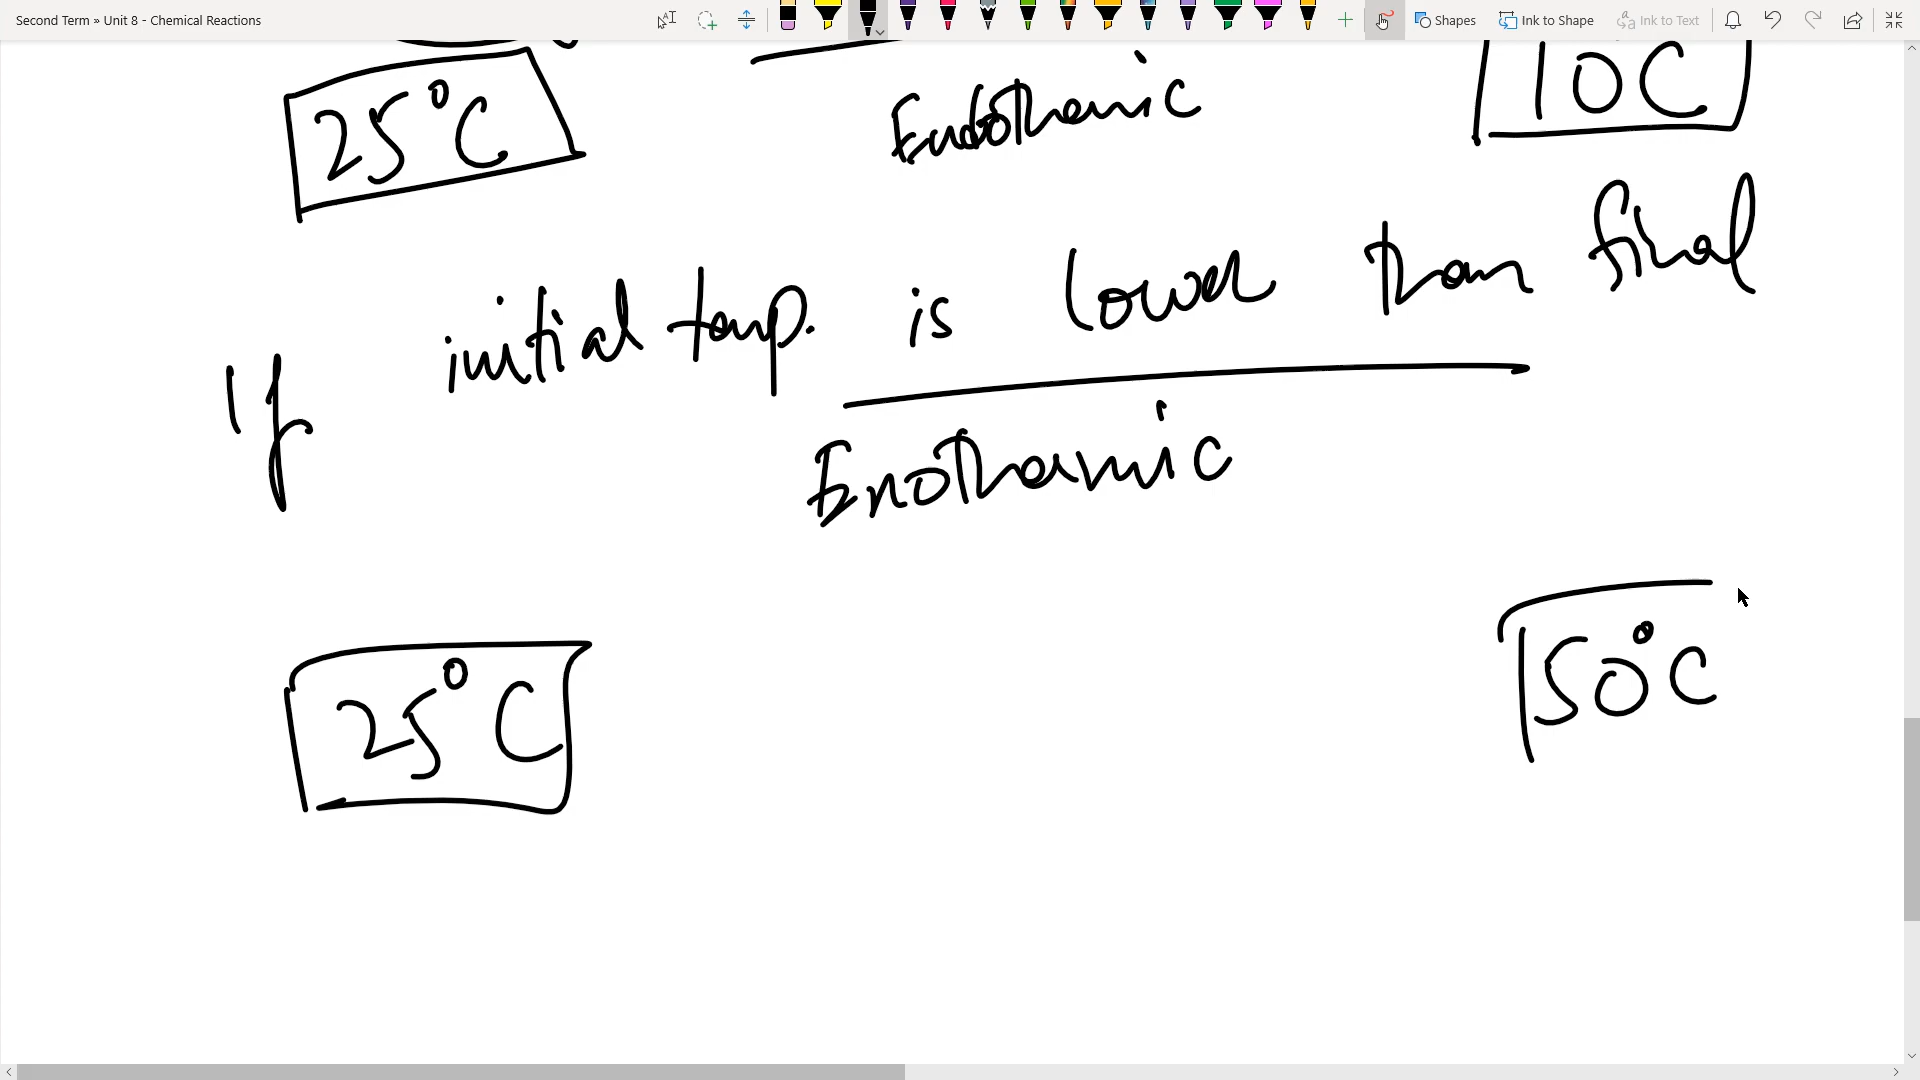 Second Term » Unit 8 - Chemical Reactions
Shapes
Ink to Shape
Ink to Text
25°C
Endothermic
10C
If initial temp. is lower than final
Exothermic
25°C
50°C